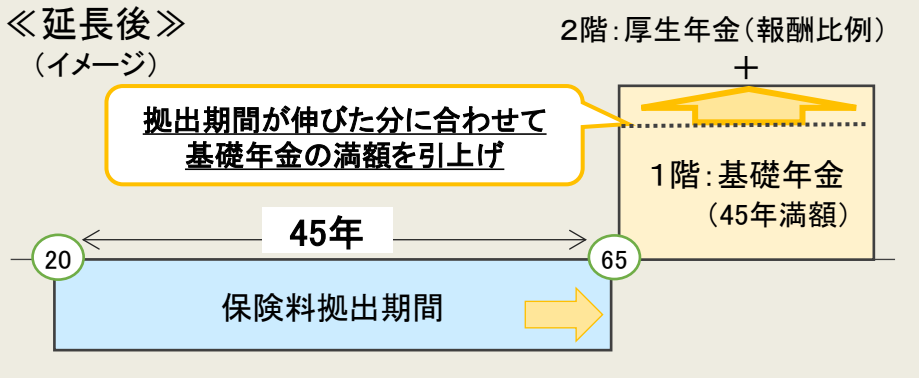 ≪延長後≫
（イメージ）
２階：厚生年金（報酬比例）
＋
拠出期間が伸びた分に合わせて
基礎年金の満額を引上げ
１階：基礎年金
（45年満額）
45年
20
65
保険料拠出期間